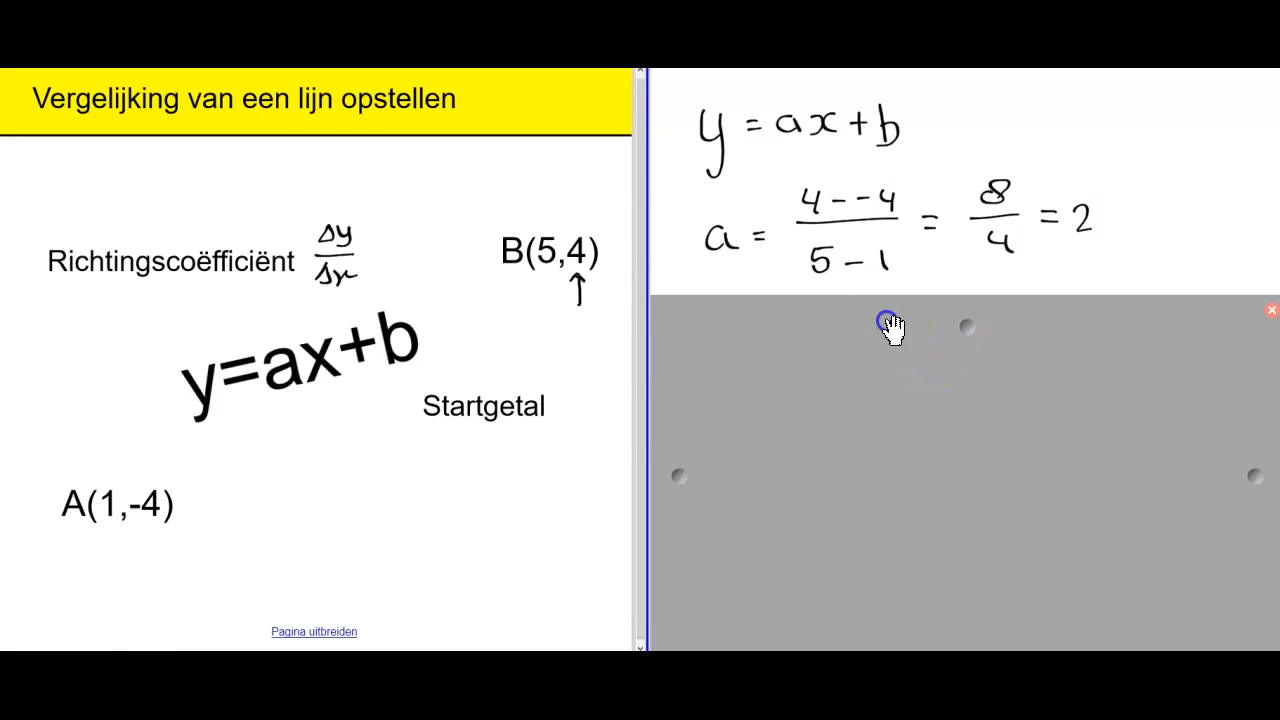 Vergelijking van een lijn opstellen
Richtingscoëfficiënt Δy/Δx
B(5,4)
y=ax+b
Startgetal
A(1,-4)
Pagina uitbreiden
y = ax + b
a = 4 - - 4 / 5 - 1 = 8/4 = 2